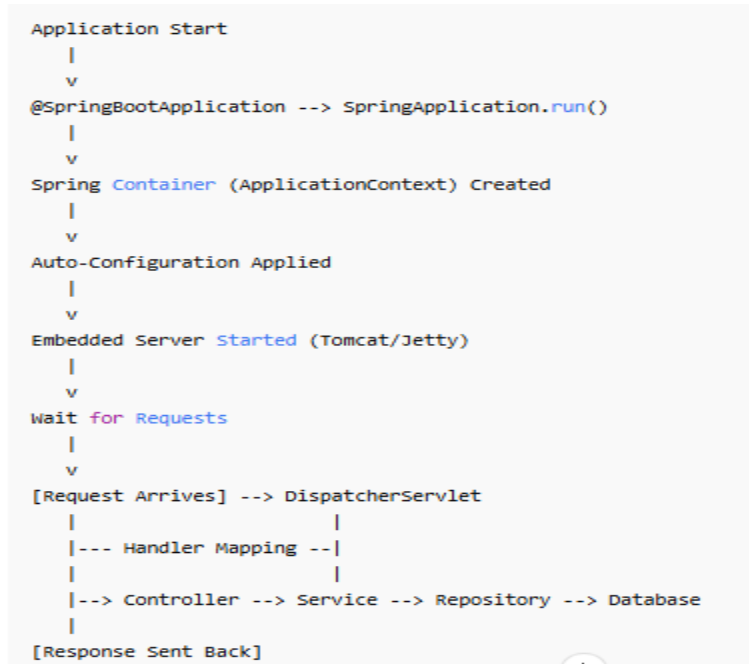 Application Start
   |
   v
@SpringBootApplication --> SpringApplication.run()
   |
   v
Spring Container (ApplicationContext) Created
   |
   v
Auto-Configuration Applied
   |
   v
Embedded Server Started (Tomcat/Jetty)
   |
   v
Wait for Requests
   |
   v
[Request Arrives] --> DispatcherServlet
   |                    |
   |--- Handler Mapping --|
   |                    |
   |--> Controller --> Service --> Repository --> Database
   |
[Response Sent Back]